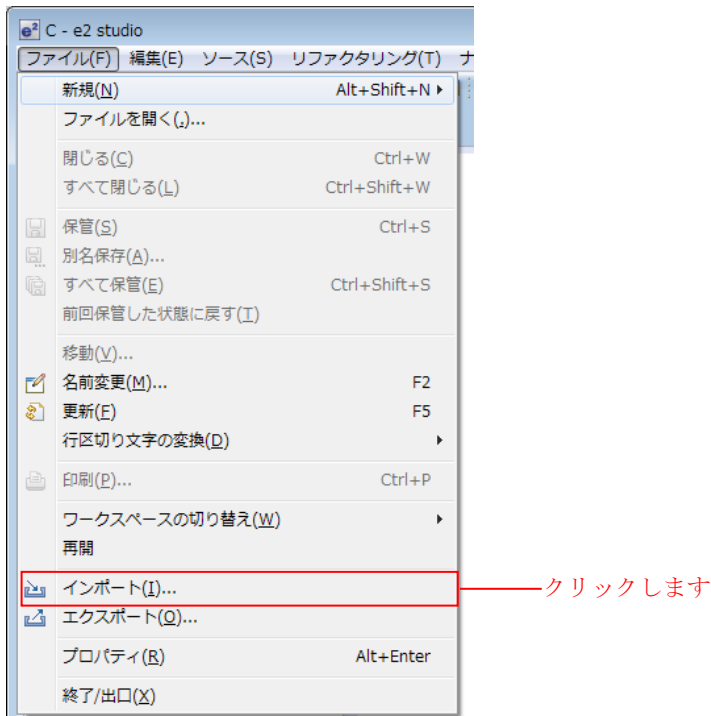 e² C - e2 studio
ファイル(F) 編集(E) ソース(S) リファクタリング(T) ナ
新規(N) Alt+Shift+N
ファイルを開く(.)...
閉じる(C) Ctrl+W
すべて閉じる(L) Ctrl+Shift+W
保管(S) Ctrl+S
別名保存(A)...
すべて保管(E) Ctrl+Shift+S
前回保管した状態に戻す(T)
移動(V)...
名前変更(M)... F2
更新(F) F5
行区切り文字の変換(D)
印刷(P)... Ctrl+P
ワークスペースの切り替え(W)
再開
インポート(I)... クリックします
エクスポート(O)...
プロパティ(R) Alt+Enter
終了/出口(X)